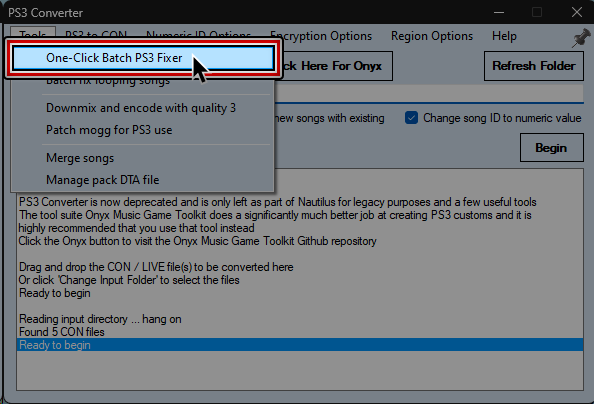 PS3 Converter
Tools PS3 to CON Numeric ID Options Encryption Options Region Options Help
One-Click Batch PS3 Fixer
ck Here For Onyx Refresh Folder
Batch fix looping songs
Downmix and encode with quality 3
new songs with existing Change song ID to numeric value
Patch mogg for PS3 use
Begin
Merge songs
Manage pack DTA file
PS3 Converter is now deprecated and is only left as part of Nautilus for legacy purposes and a few useful tools
The tool suite Onyx Music Game Toolkit does a significantly much better job at creating PS3 customs and it is
highly recommended that you use that tool instead
Click the Onyx button to visit the Onyx Music Game Toolkit Github repository
Drag and drop the CON / LIVE file(s) to be converted here
Or click 'Change Input Folder' to select the files
Ready to begin
Reading input directory ... hang on
Found 5 CON files
Ready to begin